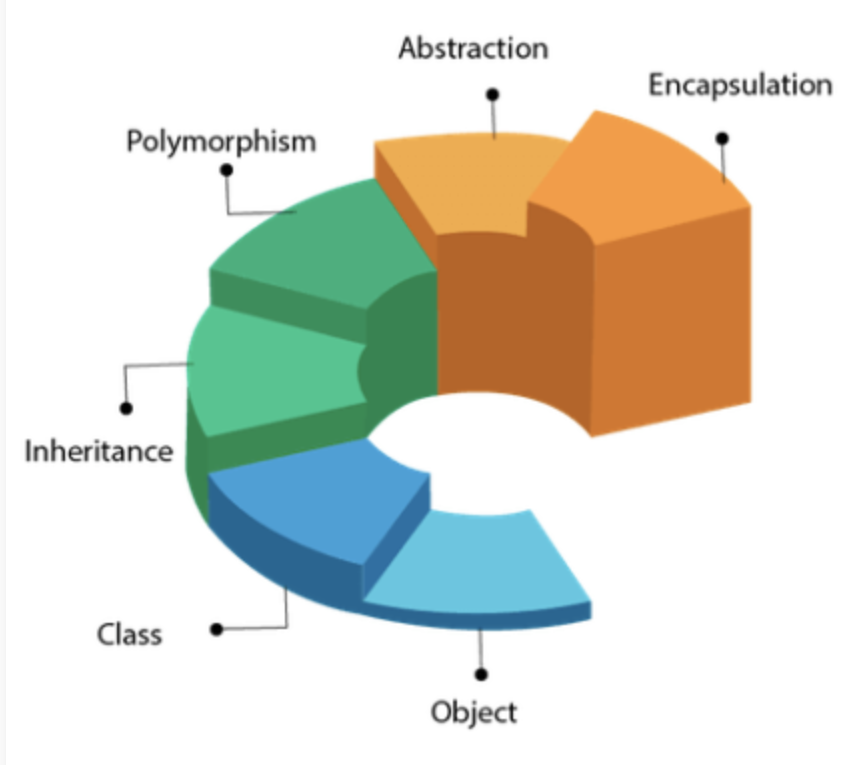 Abstraction
Encapsulation
Polymorphism
Inheritance
Class
Object